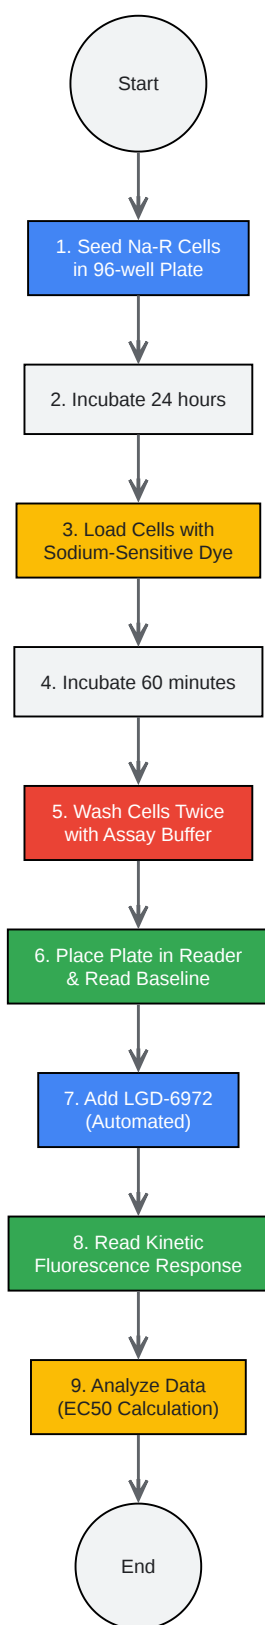 Start
1. Seed Na-R Cells
in 96-well Plate
2. Incubate 24 hours
3. Load Cells with
Sodium-Sensitive Dye
4. Incubate 60 minutes
5. Wash Cells Twice
with Assay Buffer
6. Place Plate in Reader
& Read Baseline
7. Add LGD-6972
(Automated)
8. Read Kinetic
Fluorescence Response
9. Analyze Data
(EC50 Calculation)
End